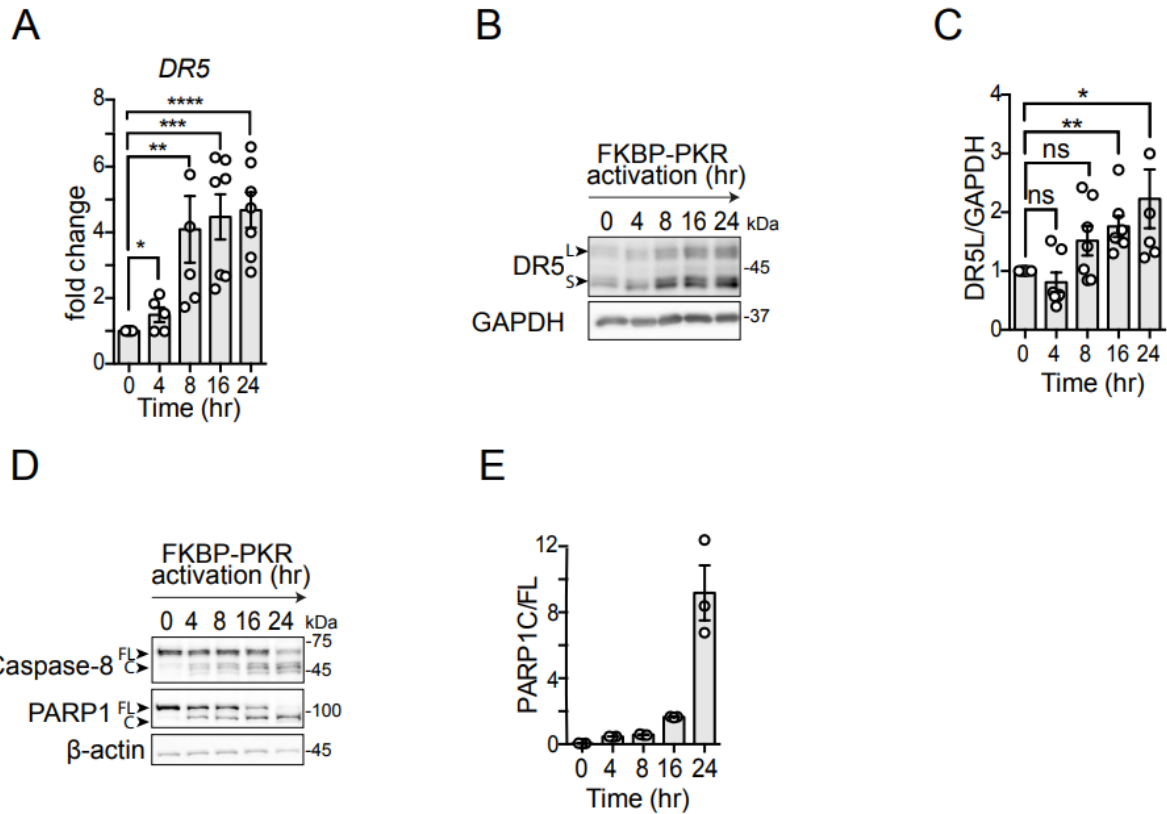 A
DR5
8
6
4
2
0
fold change
****
***
**
*
0 4 8 16 24
Time (hr)
B
FKBP-PKR
activation (hr)
0 4 8 16 24 kDa
DR5 L
S
-45
GAPDH
-37
C
4
3
2
1
0
DR5L/GAPDH
*
**
ns
ns
0 4 8 16 24
Time (hr)
D
FKBP-PKR
activation (hr)
0 4 8 16 24 kDa
-75
Caspase-8 FL
C
-45
PARP1 FL
C
-100
β-actin
-45
E
12
8
4
0
PARP1C/FL
0 4 8 16 24
Time (hr)